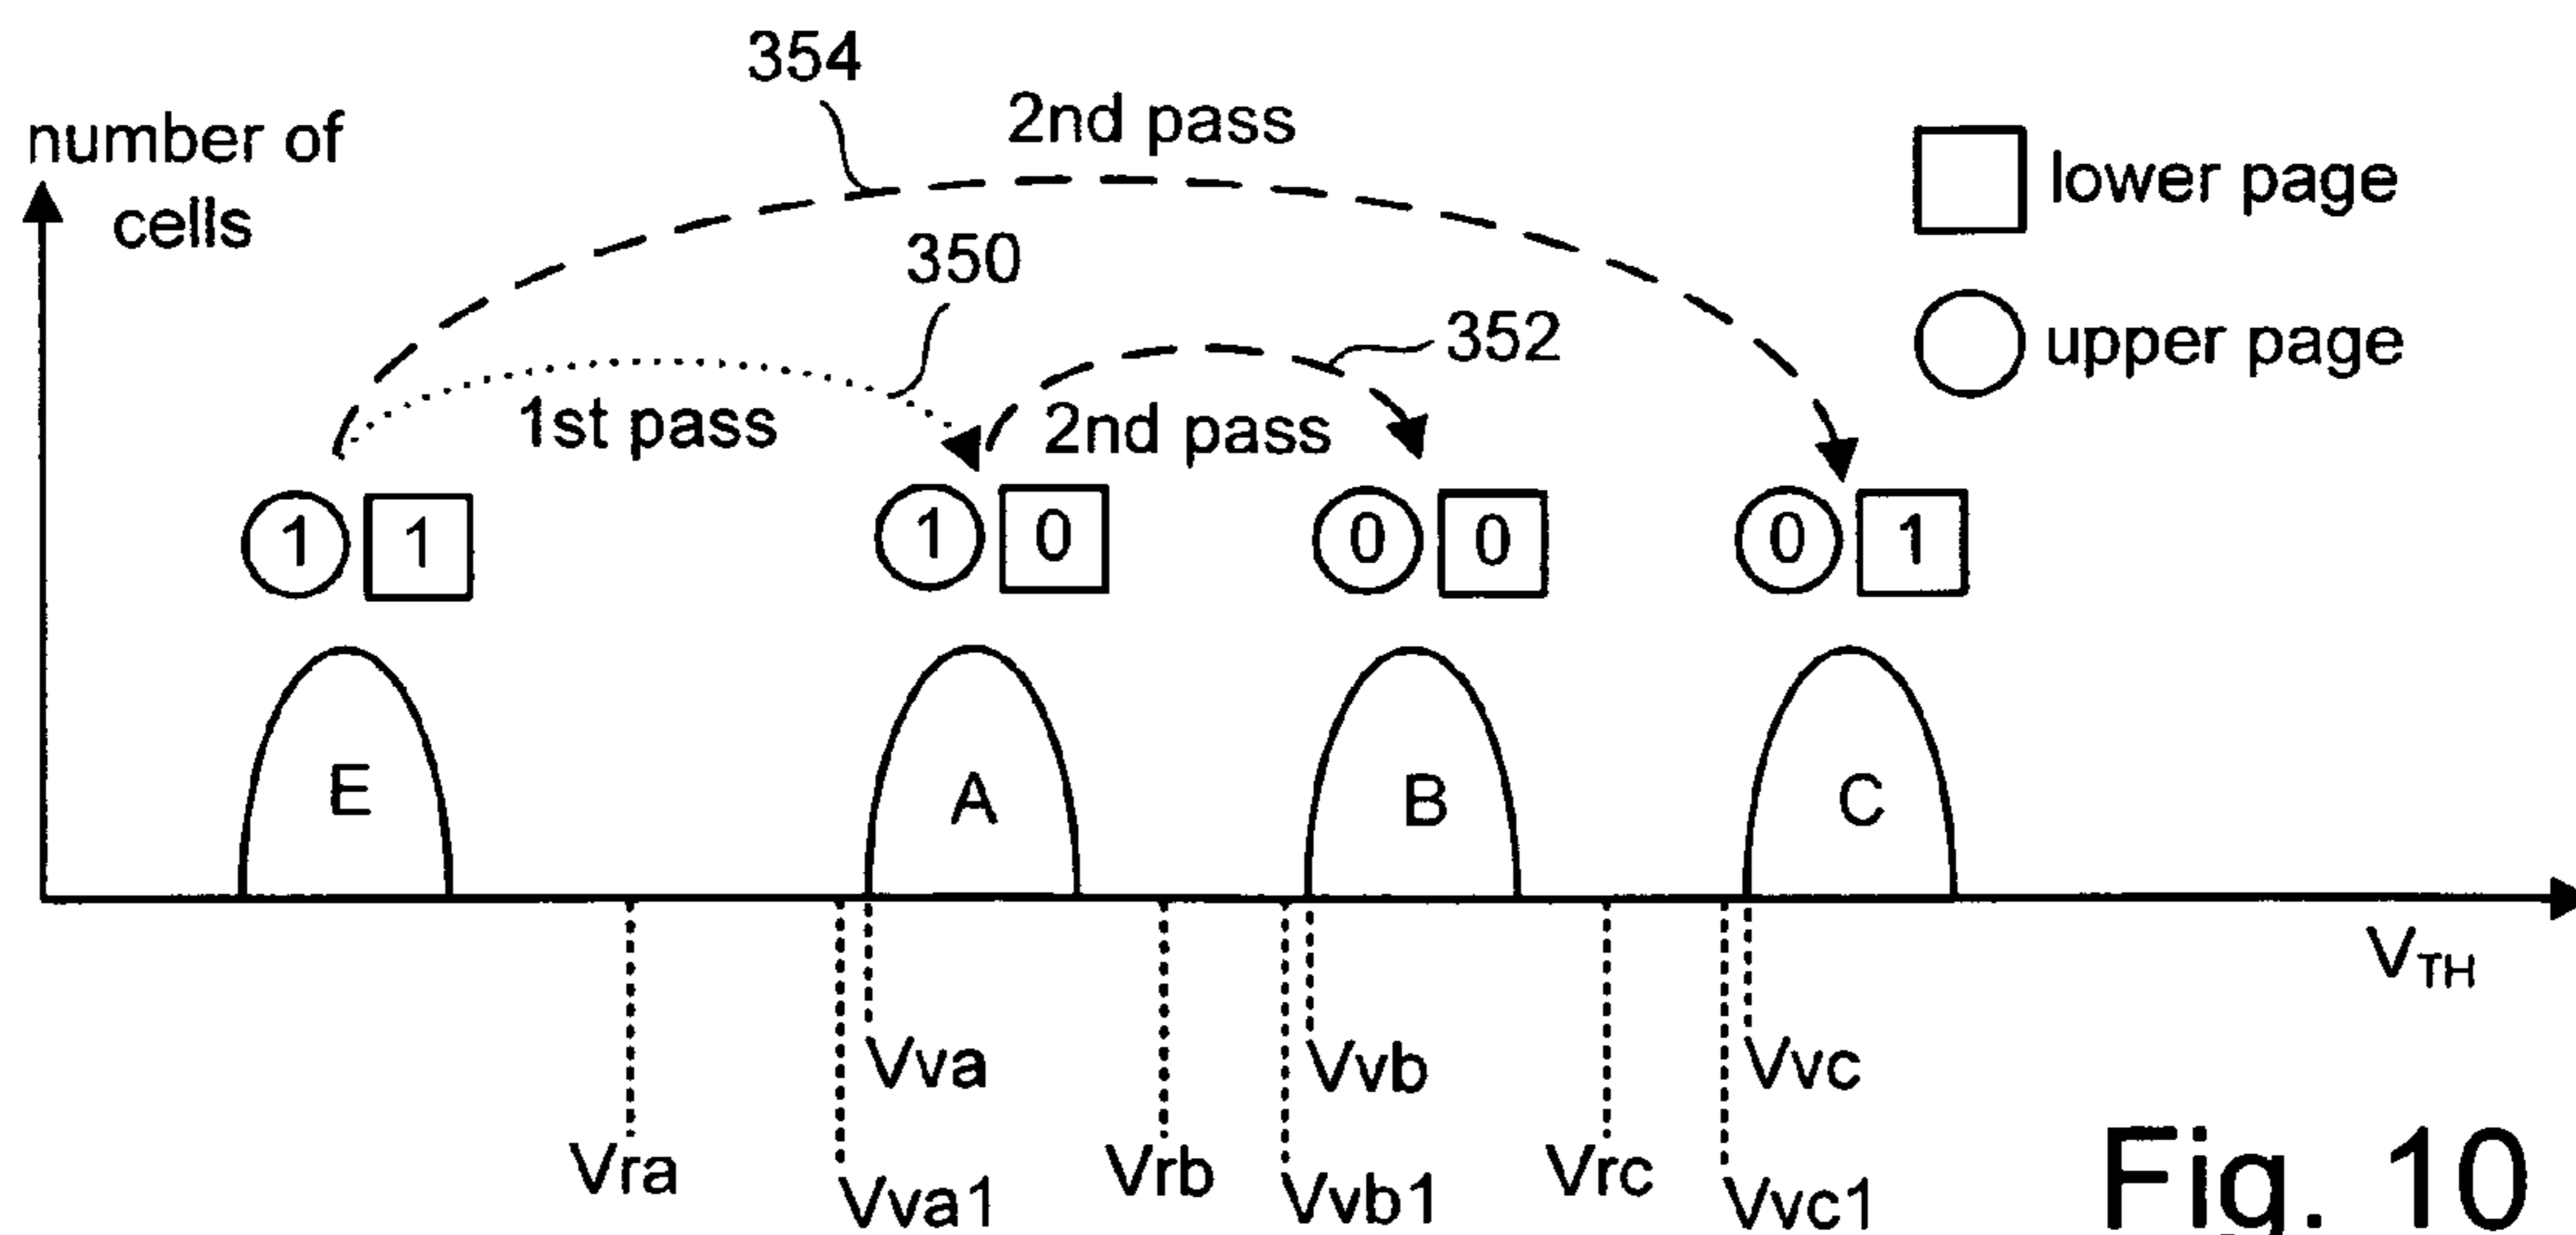 354
2nd pass
number of
cells
lower page
350
upper page
352
1st pass
2nd pass
1 1
1 0
0 0
0 1
E
A
B
C
VTH
Vva
Vvb
Vvc
Vra
Vrb
Vrc
Vva1
Vvb1
Vvc1
Fig. 10